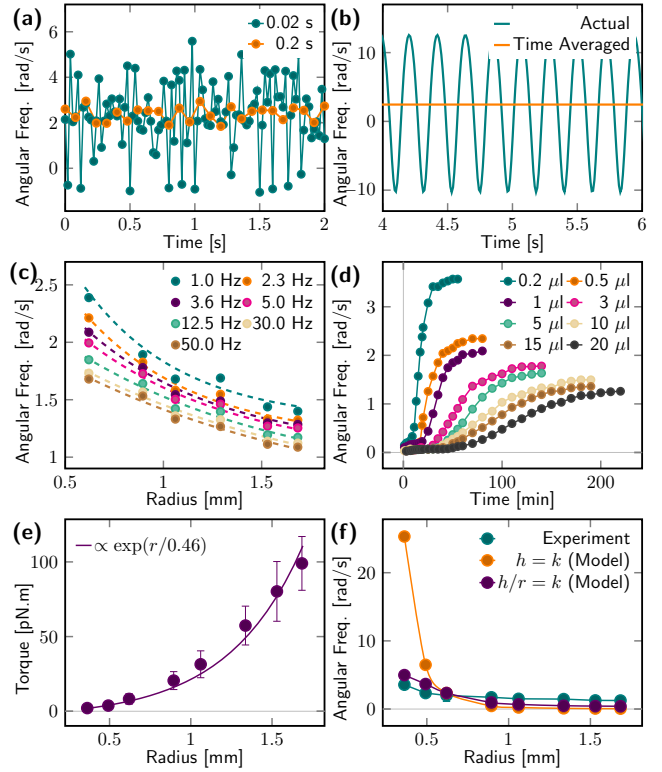 (a)
0.02 s
0.2 s
6
4
2
0
Angular Freq. [rad/s]
0
0.5
1
1.5
2
Time [s]
(b)
Actual
Time Averaged
10
0
−10
Angular Freq. [rad/s]
4
4.5
5
5.5
6
Time [s]
(c)
1.0 Hz
2.3 Hz
3.6 Hz
5.0 Hz
12.5 Hz
30.0 Hz
50.0 Hz
2.5
2
1.5
1
Angular Freq. [rad/s]
0.5
1
1.5
Radius [mm]
(d)
0.2 μl
0.5 μl
1 μl
3 μl
5 μl
10 μl
15 μl
20 μl
3
2
1
0
Angular Freq. [rad/s]
0
100
200
Time [min]
(e)
∝ exp(r/0.46)
100
50
0
Torque [pN.m]
0.5
1
1.5
Radius [mm]
(f)
Experiment
h = k (Model)
h/r = k (Model)
20
10
0
Angular Freq. [rad/s]
0.5
1
1.5
Radius [mm]